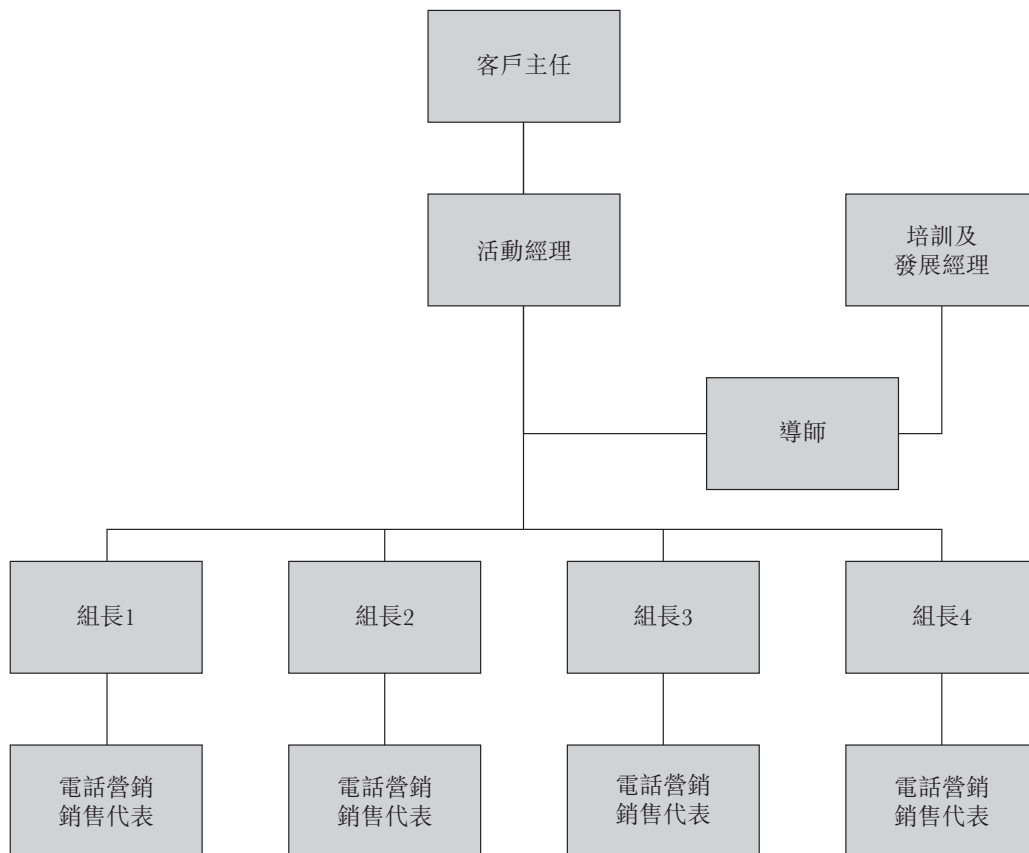 客戶主任
活動經理
培訓及
發展經理
導師
組長1
組長2
組長3
組長4
電話營銷
銷售代表
電話營銷
銷售代表
電話營銷
銷售代表
電話營銷
銷售代表